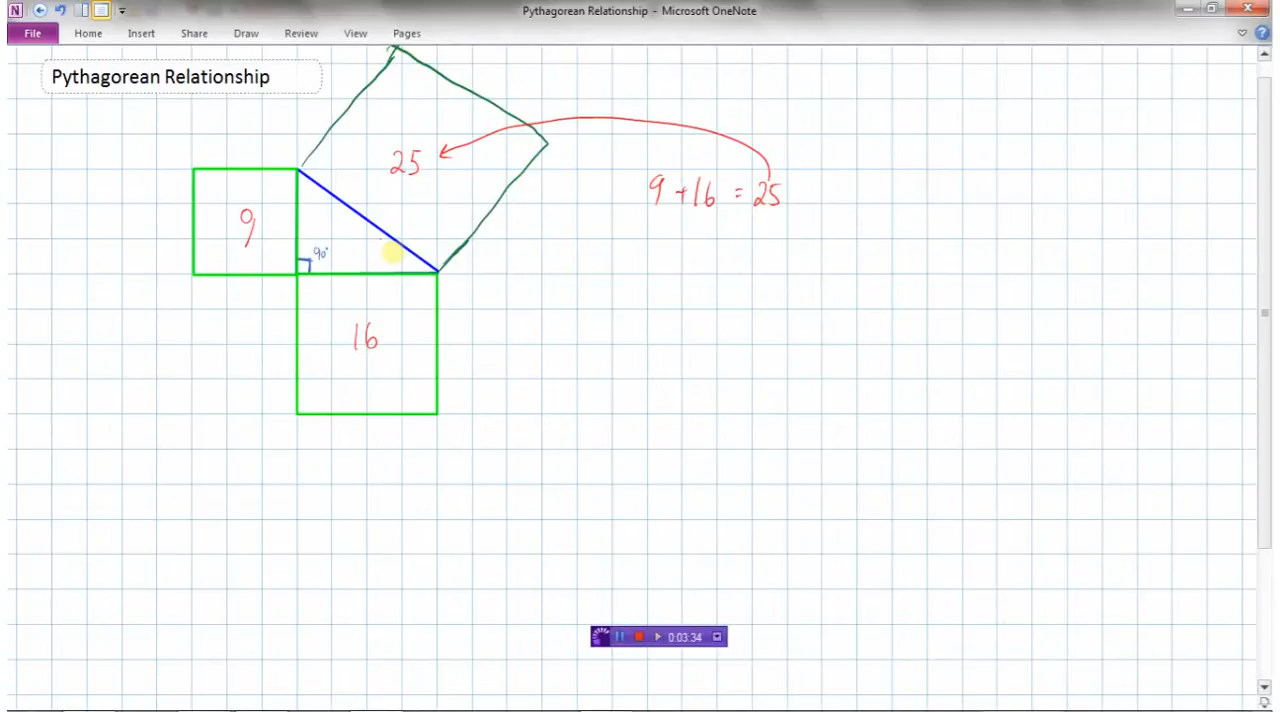 Pythagorean Relationship - Microsoft OneNote
File Home Insert Share Draw Review View Pages
Pythagorean Relationship
25
9 + 16 = 25
9
90°
16
0:03:34